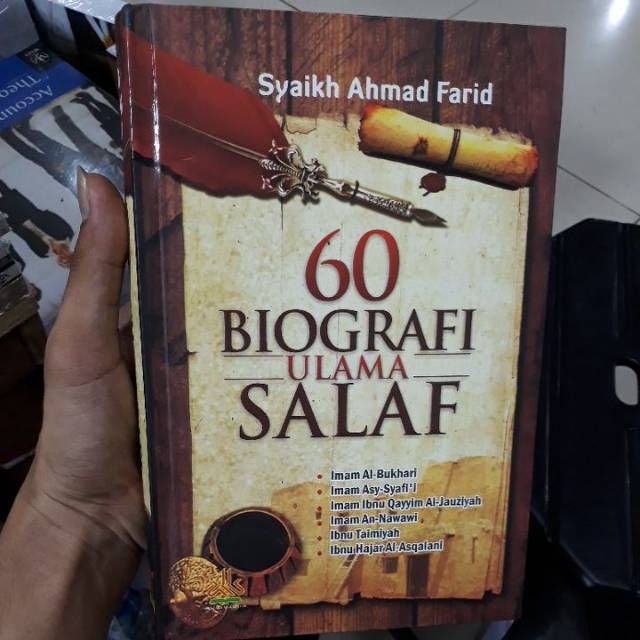 Syaikh Ahmad Farid
60
BIOGRAFI
ULAMA
SALAF
• Imam Al-Bukhari
• Imam Asy-Syafi'i
• Imam Ibnu Qayyim Al-Jauziyah
• Imam An-Nawawi
• Ibnu Taimiyah
• Ibnu Hajar Al-Asqalani